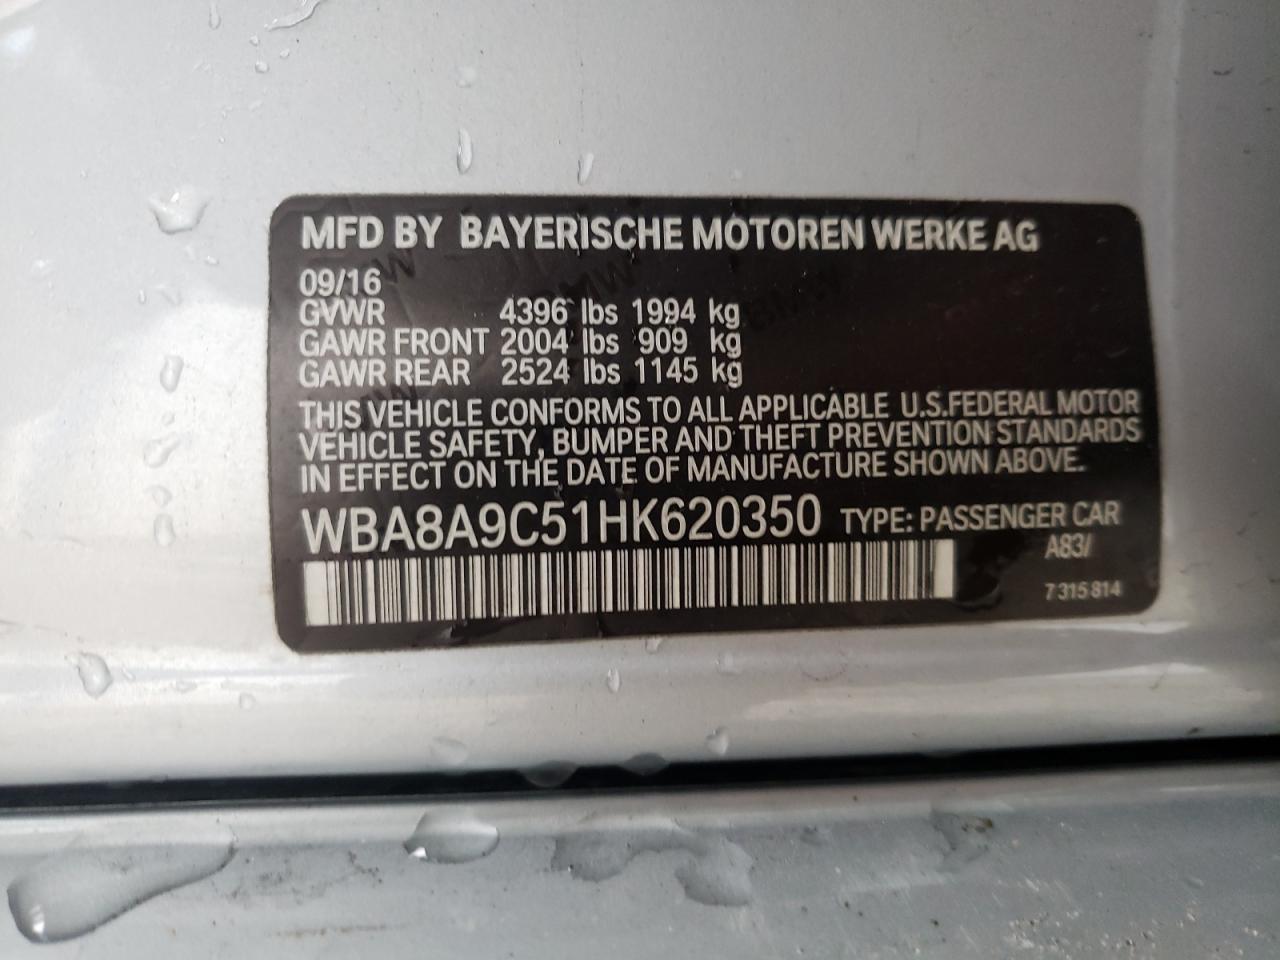 MFD BY BAYERISCHE MOTOREN WERKE AG
09/16
GVWR 4396 lbs 1994 kg
GAWR FRONT 2004 lbs 909 kg
GAWR REAR 2524 lbs 1145 kg
THIS VEHICLE CONFORMS TO ALL APPLICABLE U.S.FEDERAL MOTOR
VEHICLE SAFETY, BUMPER AND THEFT PREVENTION STANDARDS
IN EFFECT ON THE DATE OF MANUFACTURE SHOWN ABOVE.
WBA8A9C51HK620350 TYPE: PASSENGER CAR
A83/
7 315 814